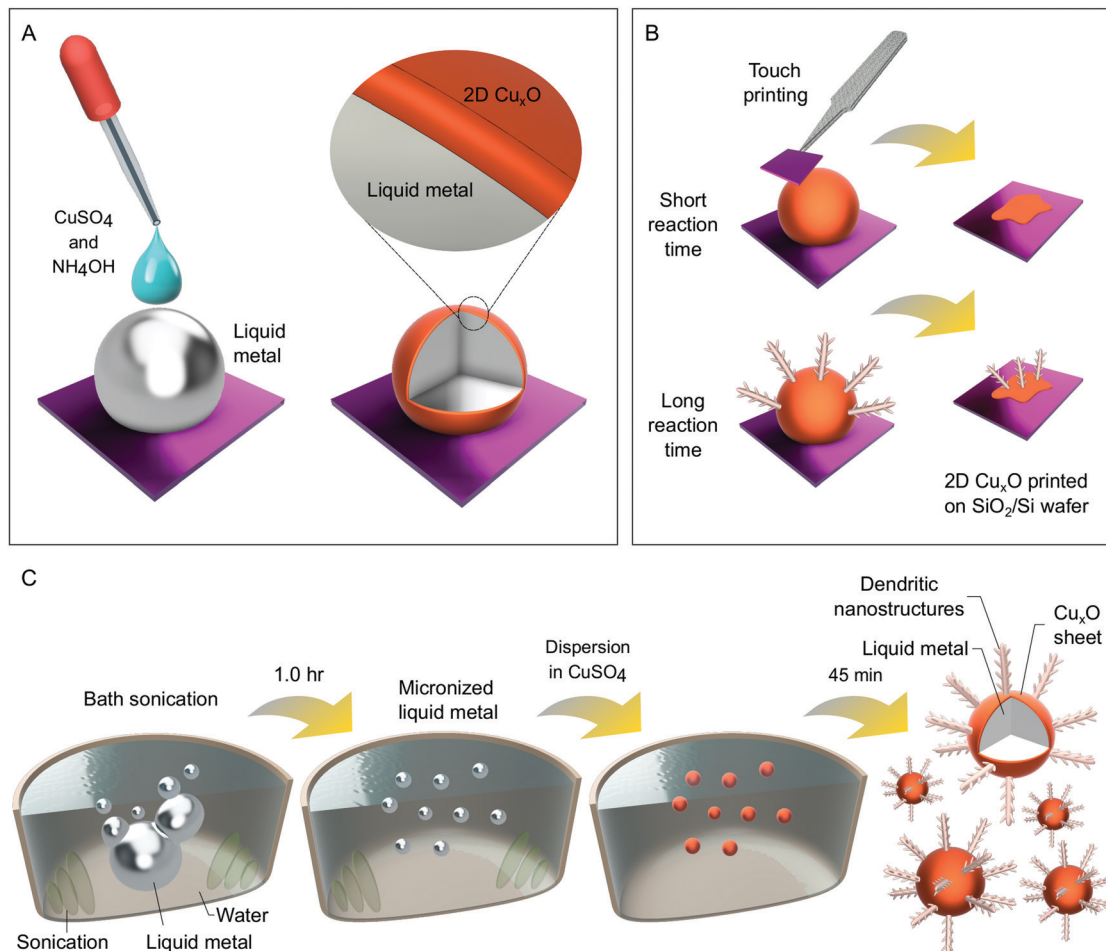 A
CuSO₄
and
NH₄OH
Liquid
metal
2D CuₓO
Liquid metal
B
Touch
printing
Short
reaction
time
Long
reaction
time
2D CuₓO printed
on SiO₂/Si wafer
C
Bath sonication
1.0 hr
Micronized
liquid metal
Dispersion
in CuSO₄
45 min
Dendritic
nanostructures
CuₓO
sheet
Liquid metal
Sonication
Liquid metal
Water